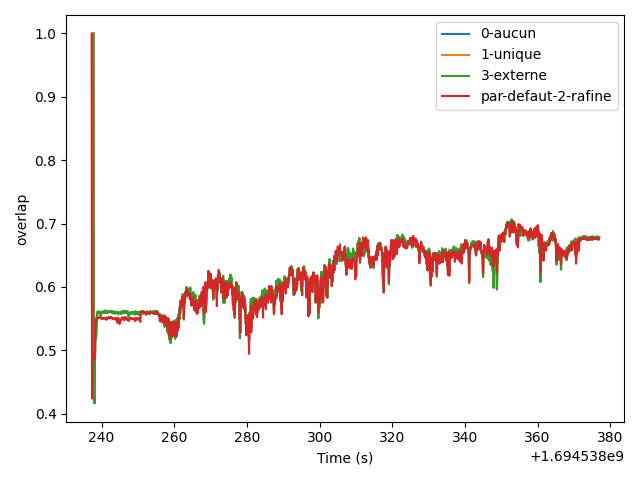 1.0
0.9
0.8
0.7
0.6
0.5
0.4
overlap
0-aucun
1-unique
3-externe
par-defaut-2-rafine
240 260 280 300 320 340 360 380
Time (s)
+1.694538e9